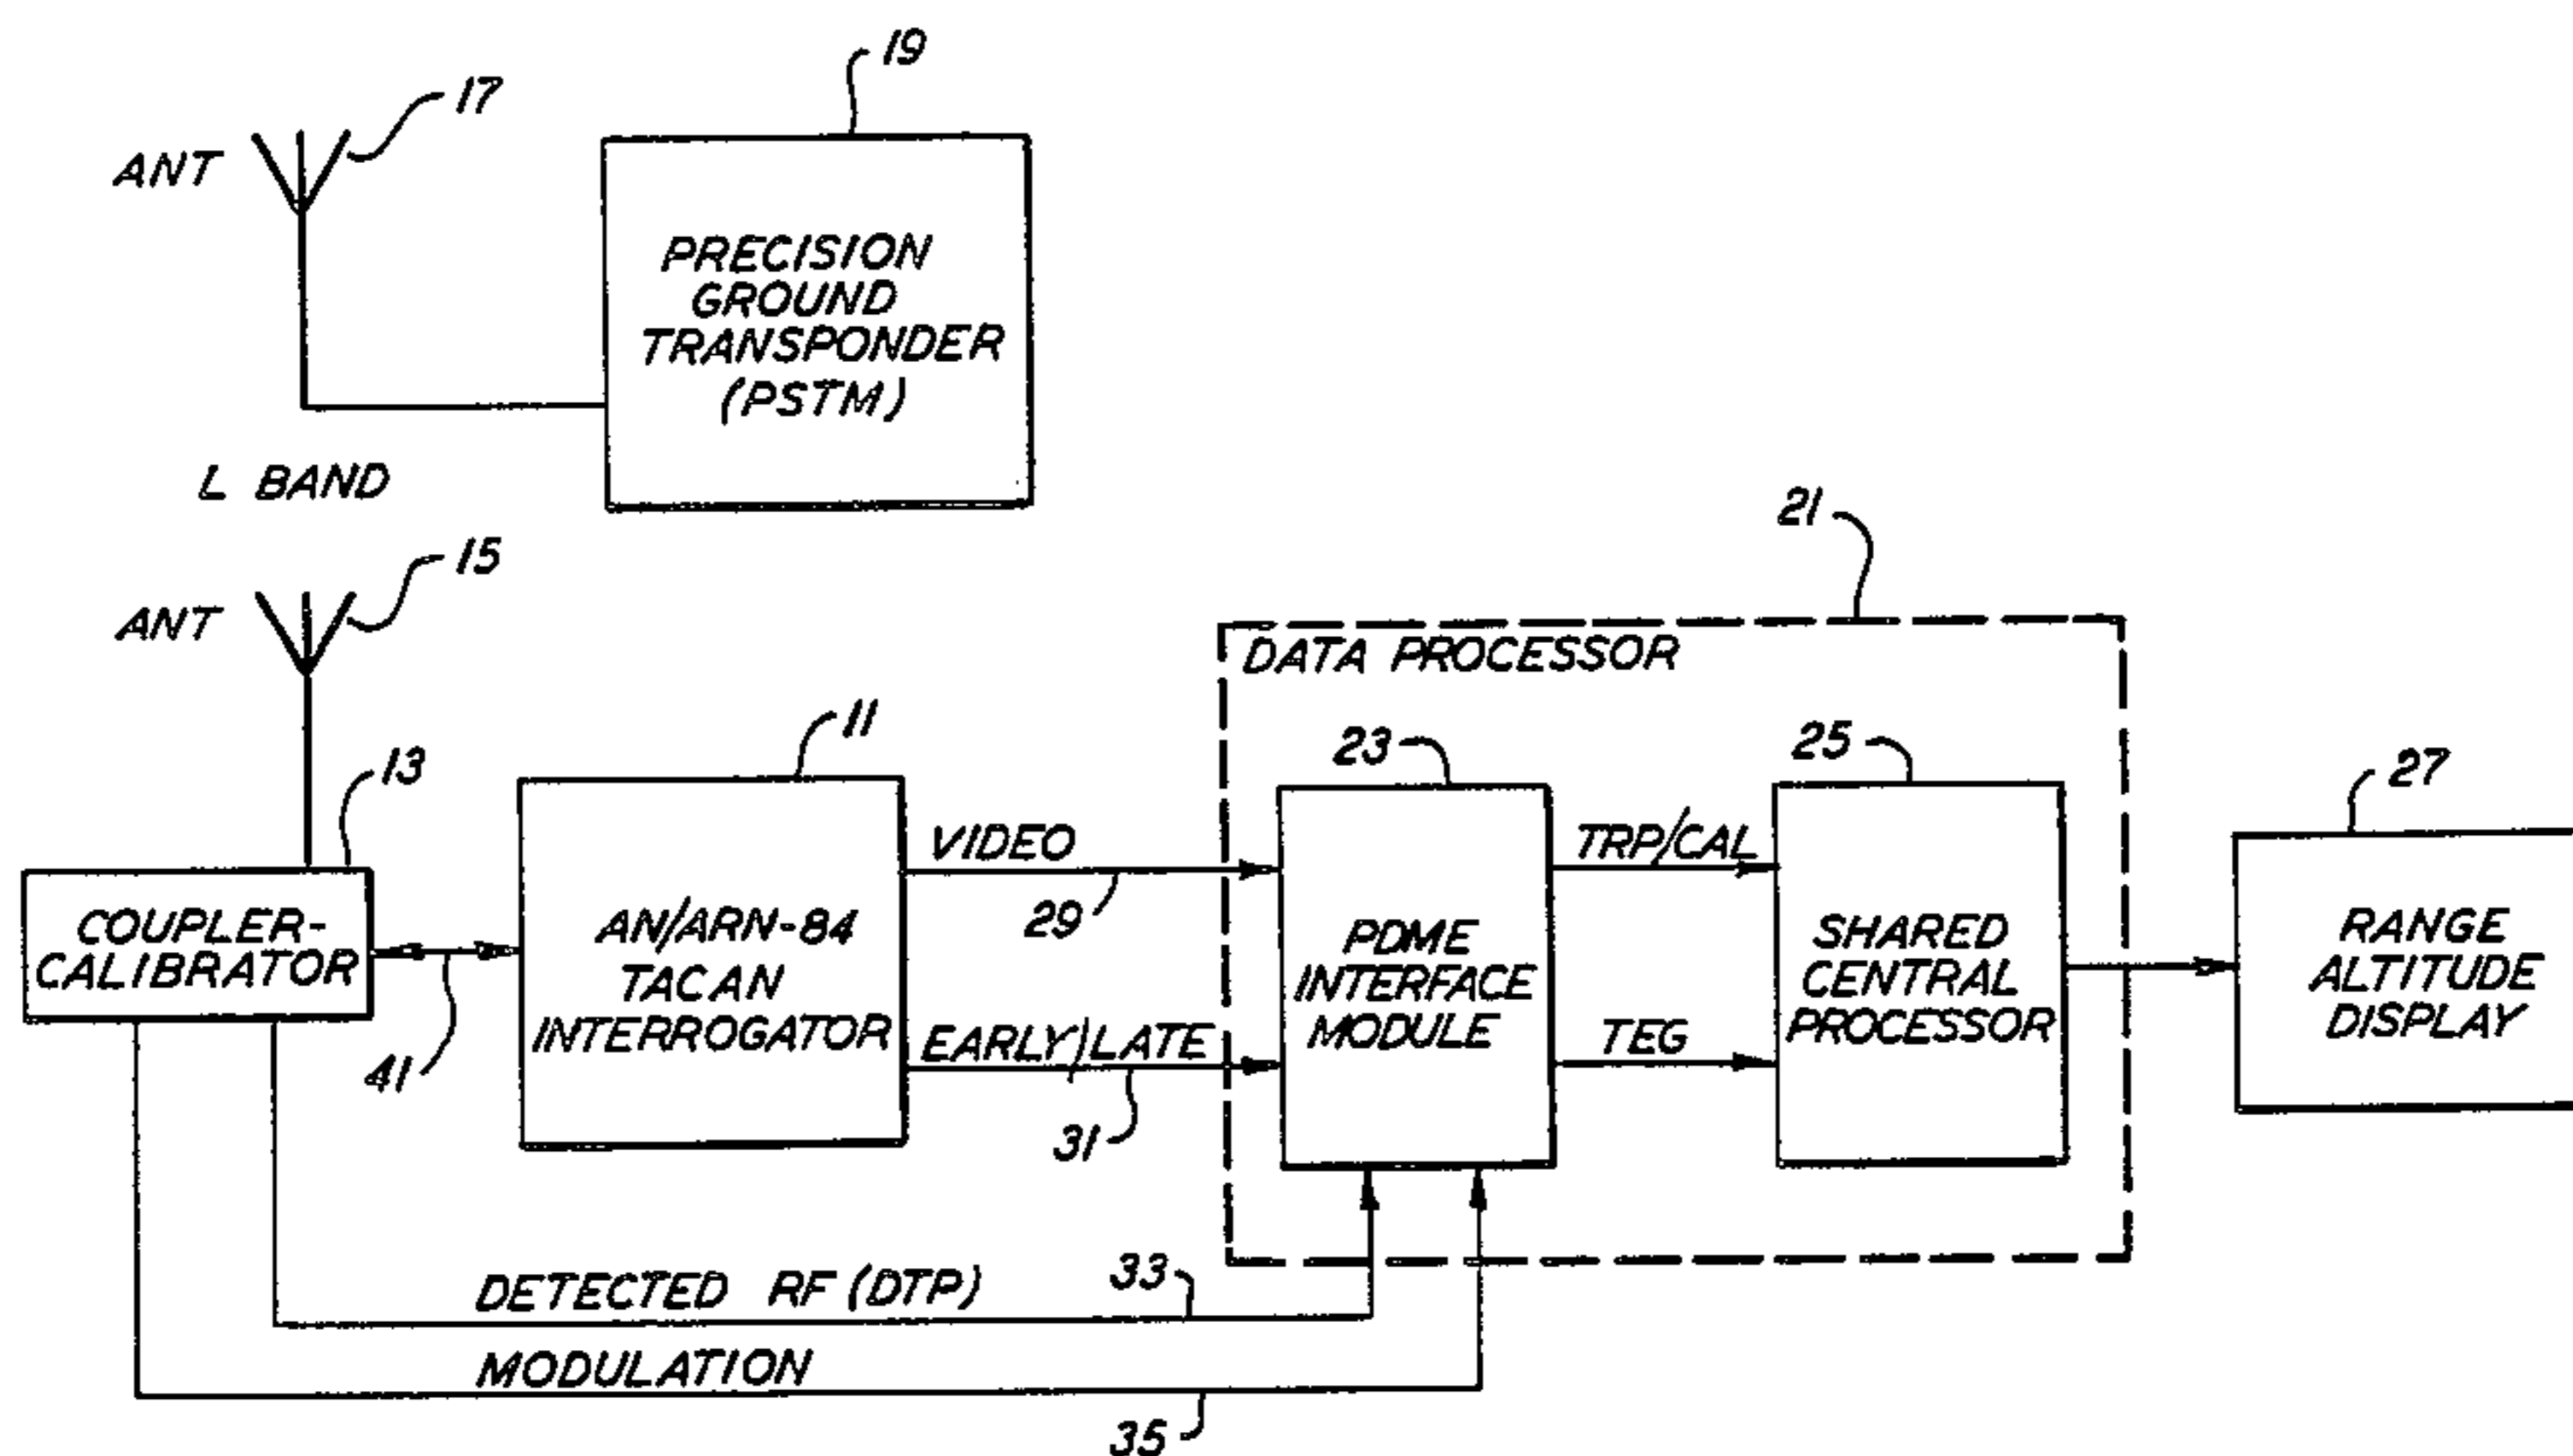 19
17
ANT
PRECISION
GROUND
TRANSPONDER
(PSTM)
L BAND
21
15
ANT
DATA PROCESSOR
11
23
25
13
27
VIDEO
TRP/CAL
29
COUPLER-
CALIBRATOR
AN/ARN-84
TACAN
INTERROGATOR
PDME
INTERFACE
MODULE
SHARED
CENTRAL
PROCESSOR
RANGE
ALTITUDE
DISPLAY
41
EARLY/LATE
TEG
31
DETECTED RF (DTP)
33
MODULATION
35